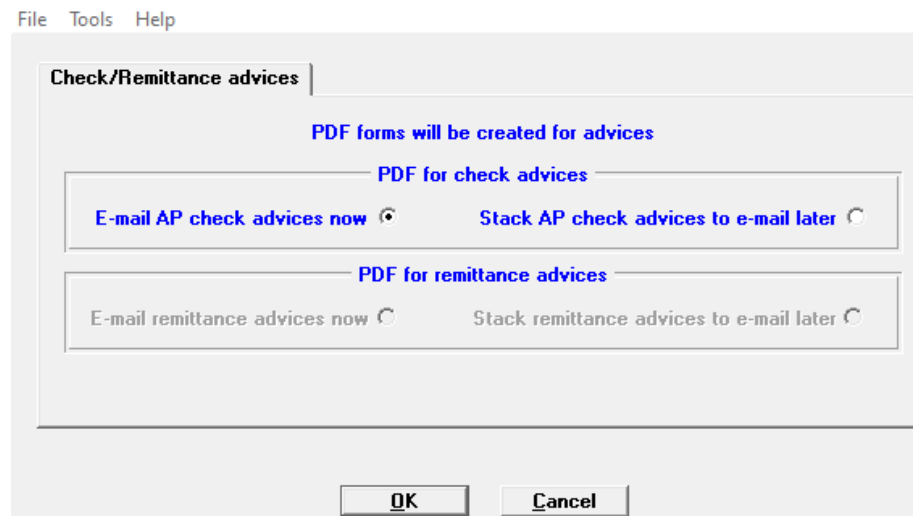 File Tools Help
Check/Remittance advices
PDF forms will be created for advices
PDF for check advices
E-mail AP check advices now Stack AP check advices to e-mail later
PDF for remittance advices
E-mail remittance advices now Stack remittance advices to e-mail later
OK Cancel